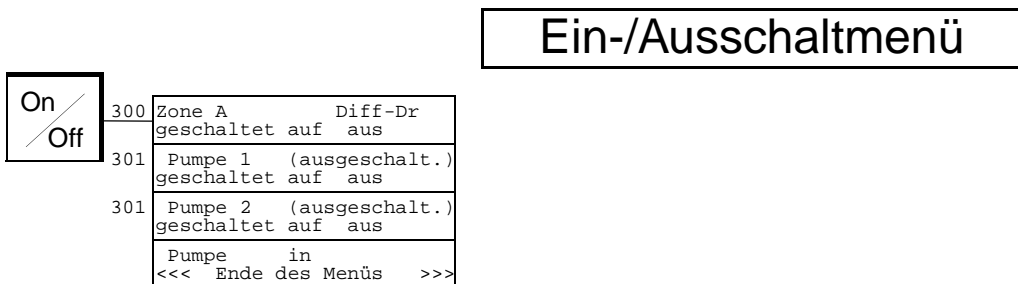 Ein-/Ausschaltmenü
On
Off
300 Zone A Diff-Dr
geschaltet auf aus
301 Pumpe 1 (ausgeschalt.)
geschaltet auf aus
301 Pumpe 2 (ausgeschalt.)
geschaltet auf aus
Pumpe in
<<< Ende des Menüs >>>